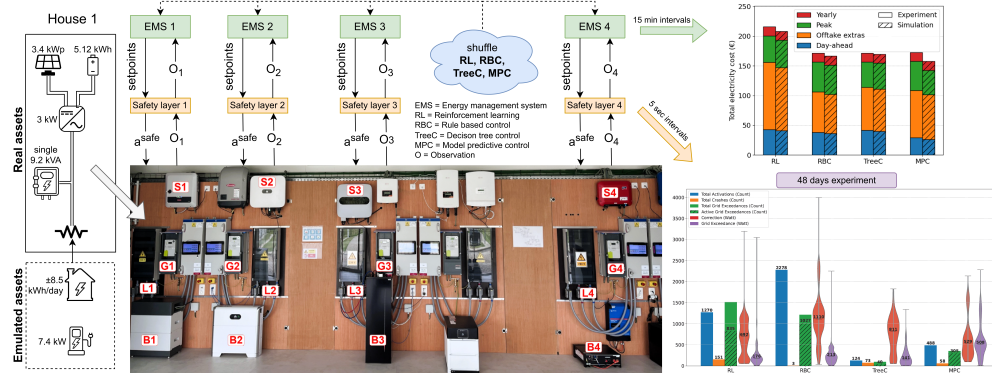 House 1
3.4 kWp
5.12 kWh
3 kW
single
9.2 kVA
±8.5
kWh/day
7.4 kW
Real assets
Emulated assets
EMS 1
EMS 2
EMS 3
EMS 4
setpoints
O1
setpoints
O2
setpoints
O3
setpoints
O4
Safety layer 1
Safety layer 2
Safety layer 3
Safety layer 4
asafe
O1
asafe
O2
asafe
O3
asafe
O4
shuffle
RL, RBC,
TreeC, MPC
EMS = Energy management system
RL = Reinforcement learning
RBC = Rule based control
TreeC = Decison tree control
MPC = Model predictive control
O = Observation
15 min intervals
5 sec intervals
S1
S2
S3
S4
G1
G2
G3
G4
L1
L2
L3
L4
B1
B2
B3
B4
Total electricity cost (€)
250
200
150
100
50
0
Yearly
Peak
Offtake extras
Day-ahead
Experiment
Simulation
RL
RBC
TreeC
MPC
48 days experiment
Total Activations (Count)
Total Crashes (Count)
Total Grid Exceedances (Count)
Active Grid Exceedances (Count)
Correction (Watt)
Grid Exceedance (Watt)
4000
3500
3000
2500
2000
1500
1000
500
0
1270
151
2278
3
124
73
488
58
RL
RBC
TreeC
MPC